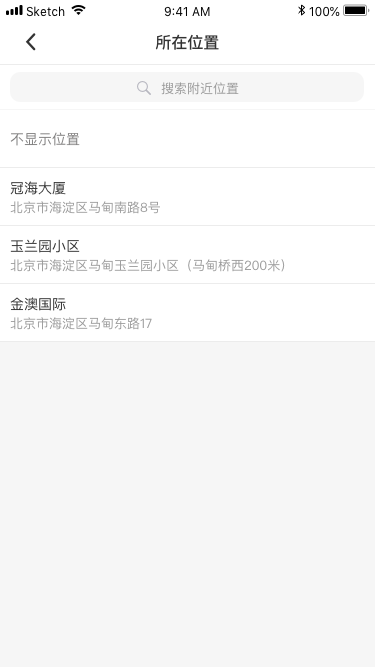 Sketch 9:41 AM 100%
所在位置
搜索附近位置
不显示位置
冠海大厦
北京市海淀区马甸南路8号
玉兰园小区
北京市海淀区马甸玉兰园小区（马甸桥西200米）
金澳国际
北京市海淀区马甸东路17